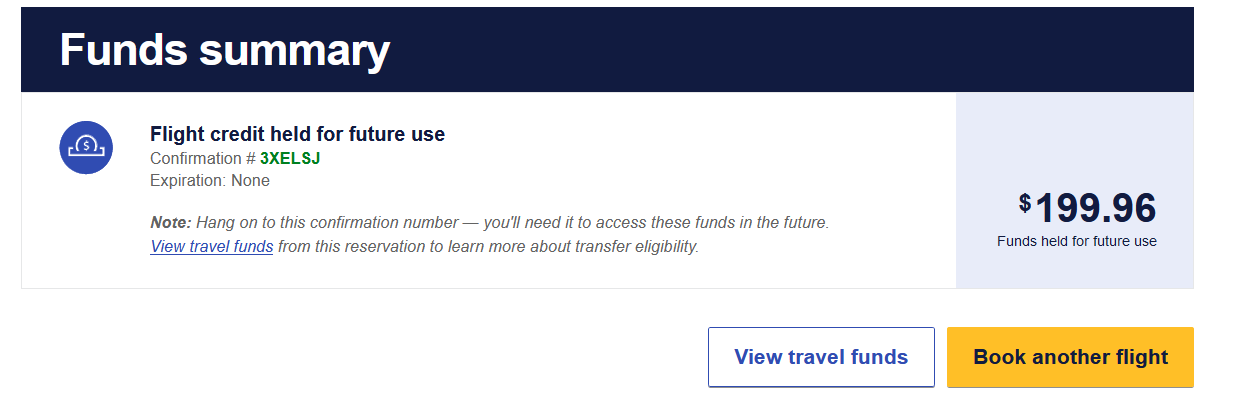 Funds summary
Flight credit held for future use
Confirmation # 3XELSJ
Expiration: None
Note: Hang on to this confirmation number — you'll need it to access these funds in the future.
View travel funds from this reservation to learn more about transfer eligibility.
$199.96
Funds held for future use
View travel funds
Book another flight